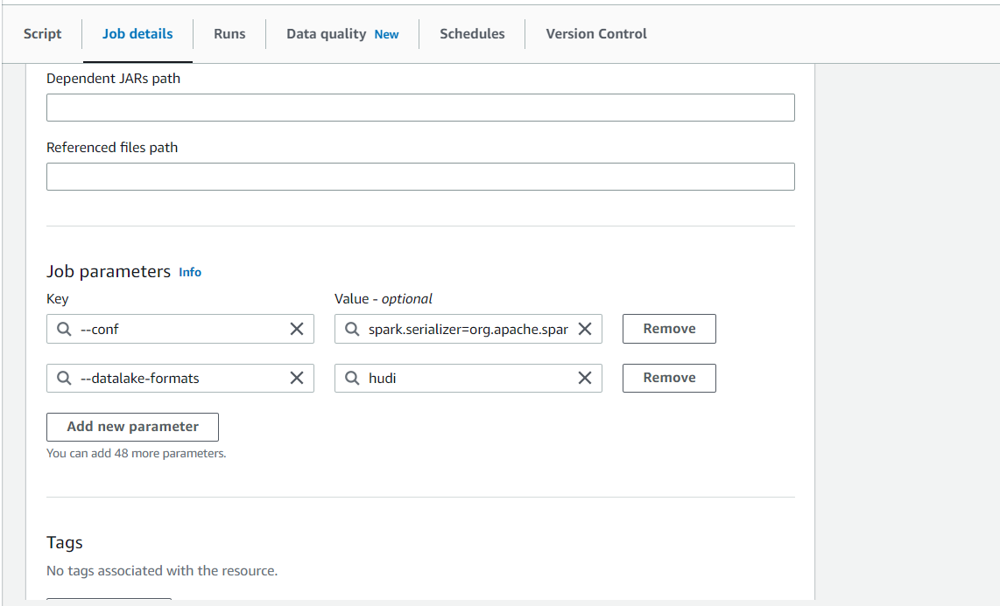 Script Job details Runs Data quality New Schedules Version Control
Dependent JARs path
Referenced files path
Job parameters Info
Key Value - optional
--conf spark.serializer=org.apache.spar Remove
--datalake-formats hudi Remove
Add new parameter
You can add 48 more parameters.
Tags
No tags associated with the resource.